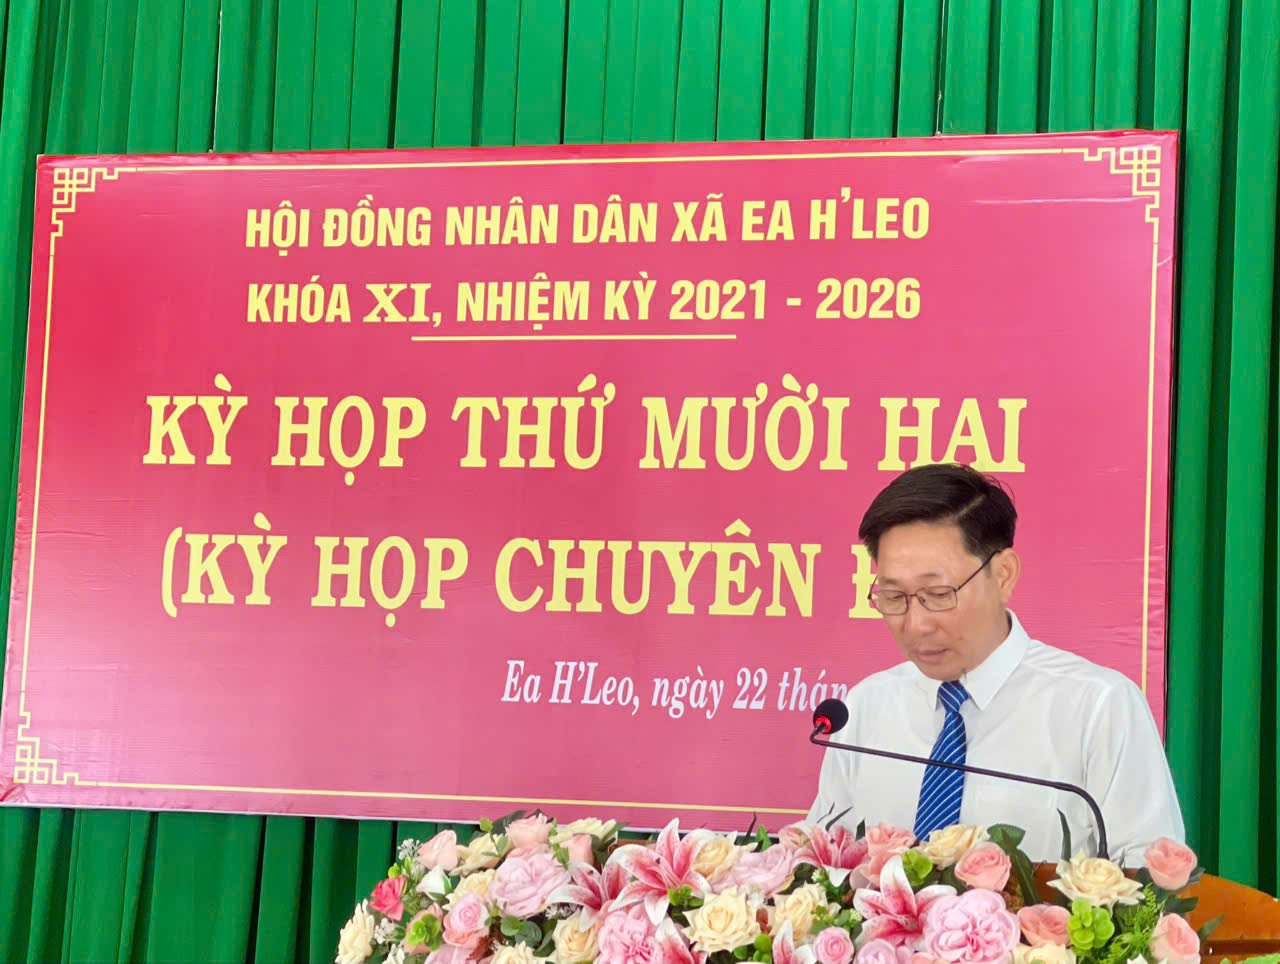 HỘI ĐỒNG NHÂN DÂN XÃ EA H'LEO
KHÓA XI, NHIỆM KỲ 2021 - 2026
KỲ HỌP THỨ MƯỜI HAI
(KỲ HỌP CHUYÊN
Ea H'Leo, ngày 22